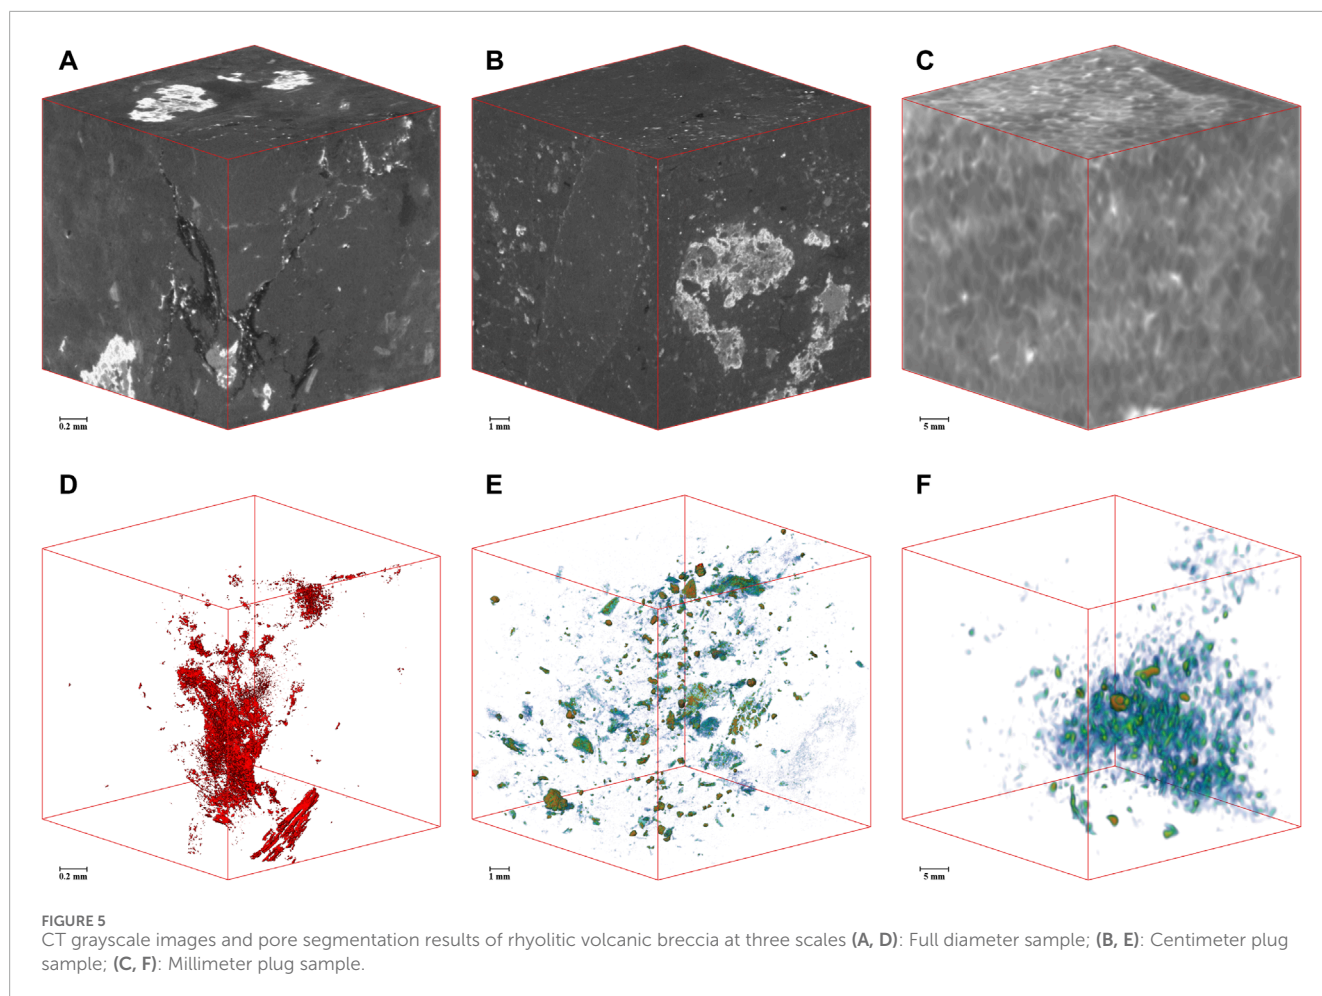 A
B
C
0.2 mm
1 mm
5 mm
D
E
F
0.2 mm
1 mm
5 mm
FIGURE 5
CT grayscale images and pore segmentation results of rhyolitic volcanic breccia at three scales (A, D): Full diameter sample; (B, E): Centimeter plug
sample; (C, F): Millimeter plug sample.